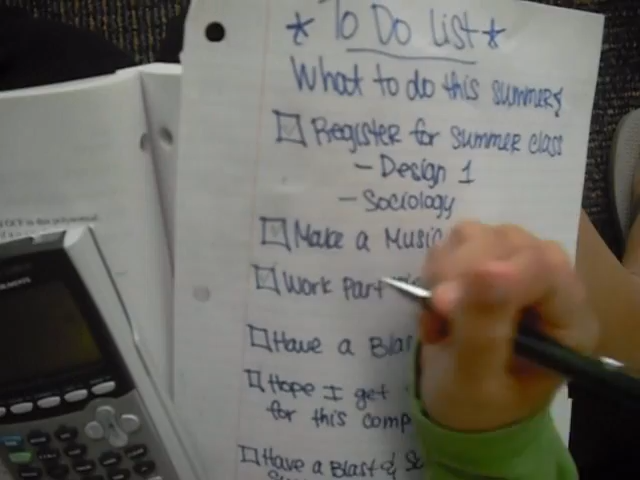 * To Do List *
What to do this summer?
Register for summer class
- Design 1
- Sociology
Make a Music
Work Part
Have a Blas
Hope I get
for this comp
Have a Blast &